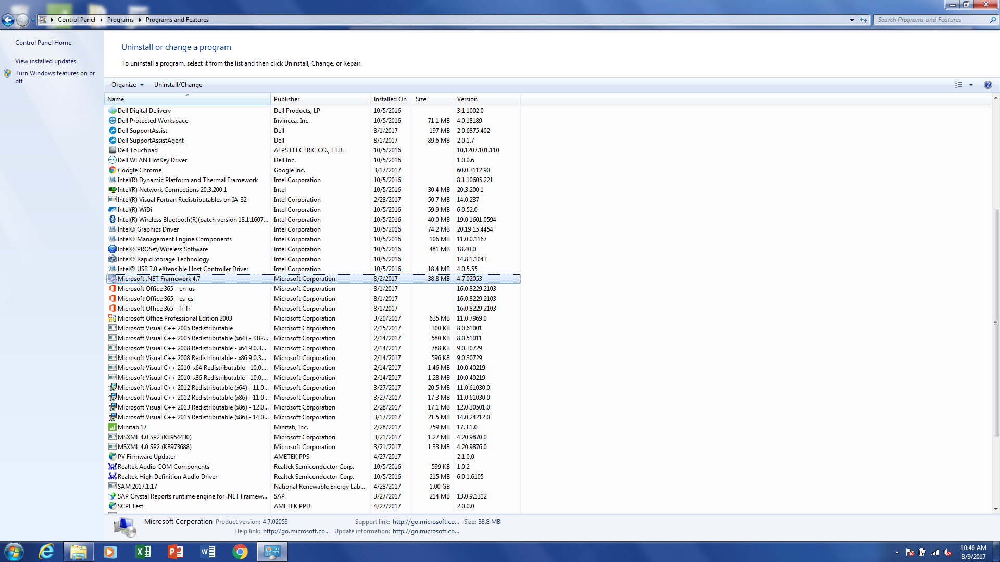 Control Panel Programs Programs and Features
Search Programs and Features
Control Panel Home
View installed updates
Turn Windows features on or
off
Uninstall or change a program
To uninstall a program, select it from the list and then click Uninstall, Change, or Repair.
Organize Uninstall/Change
Name Publisher Installed On Size Version
Dell Digital Delivery Dell Products, LP 10/5/2016 3.1.1002.0
Dell Protected Workspace Invincea, Inc. 10/5/2016 71.1 MB 4.0.18189
Dell SupportAssist Dell 8/1/2017 197 MB 2.0.6875.402
Dell SupportAssistAgent Dell 8/1/2017 89.6 MB 2.0.1.7
Dell Touchpad ALPS ELECTRIC CO., LTD. 10/5/2016 10.1207.101.110
Dell WLAN HotKey Driver Dell Inc. 10/5/2016 1.0.0.6
Google Chrome Google Inc. 3/17/2017 60.0.3112.90
Intel(R) Dynamic Platform and Thermal Framework Intel Corporation 10/5/2016 8.1.10605.221
Intel(R) Network Connections 20.3.200.1 Intel 10/5/2016 30.4 MB 20.3.200.1
Intel(R) Visual Fortran Redistributables on IA-32 Intel Corporation 2/28/2017 50.7 MB 14.0.237
Intel(R) WiDi Intel Corporation 10/5/2016 59.9 MB 6.0.52.0
Intel(R) Wireless Bluetooth(R)(patch version 18.1.1607... Intel Corporation 10/5/2016 40.0 MB 19.0.1601.0594
Intel® Graphics Driver Intel Corporation 10/5/2016 74.2 MB 20.19.15.4454
Intel® Management Engine Components Intel Corporation 10/5/2016 106 MB 11.0.0.1167
Intel® PROSet/Wireless Software Intel Corporation 10/5/2016 481 MB 18.40.0
Intel® Rapid Storage Technology Intel Corporation 10/5/2016 14.8.1.1043
Intel® USB 3.0 eXtensible Host Controller Driver Intel Corporation 10/5/2016 18.4 MB 4.0.5.55
Microsoft .NET Framework 4.7 Microsoft Corporation 8/2/2017 38.8 MB 4.7.02053
Microsoft Office 365 - en-us Microsoft Corporation 8/1/2017 16.0.8229.2103
Microsoft Office 365 - es-es Microsoft Corporation 8/1/2017 16.0.8229.2103
Microsoft Office 365 - fr-fr Microsoft Corporation 8/1/2017 16.0.8229.2103
Microsoft Office Professional Edition 2003 Microsoft Corporation 3/20/2017 635 MB 11.0.7969.0
Microsoft Visual C++ 2005 Redistributable Microsoft Corporation 2/15/2017 300 KB 8.0.61001
Microsoft Visual C++ 2005 Redistributable (x64) - KB2... Microsoft Corporation 2/14/2017 580 KB 8.0.51011
Microsoft Visual C++ 2008 Redistributable - x64 9.0.3... Microsoft Corporation 2/14/2017 788 KB 9.0.30729
Microsoft Visual C++ 2008 Redistributable - x86 9.0.3... Microsoft Corporation 2/14/2017 596 KB 9.0.30729
Microsoft Visual C++ 2010 x64 Redistributable - 10.0.... Microsoft Corporation 2/14/2017 1.46 MB 10.0.40219
Microsoft Visual C++ 2010 x86 Redistributable - 10.0.... Microsoft Corporation 2/14/2017 1.28 MB 10.0.40219
Microsoft Visual C++ 2012 Redistributable (x64) - 11.0... Microsoft Corporation 3/27/2017 20.5 MB 11.0.61030.0
Microsoft Visual C++ 2012 Redistributable (x86) - 11.0... Microsoft Corporation 3/27/2017 17.3 MB 11.0.61030.0
Microsoft Visual C++ 2013 Redistributable (x86) - 12.0... Microsoft Corporation 2/28/2017 17.1 MB 12.0.30501.0
Microsoft Visual C++ 2015 Redistributable (x86) - 14.0... Microsoft Corporation 3/17/2017 21.5 MB 14.0.24212.0
Minitab 17 Minitab, Inc. 2/28/2017 759 MB 17.3.1.0
MSXML 4.0 SP2 (KB954430) Microsoft Corporation 3/21/2017 1.27 MB 4.20.9870.0
MSXML 4.0 SP2 (KB973688) Microsoft Corporation 3/21/2017 1.33 MB 4.20.9876.0
PV Firmware Updater AMETEK PPS 4/27/2017 2.1.0.0
Realtek Audio COM Components Realtek Semiconductor Corp. 10/5/2016 599 KB 1.0.2
Realtek High Definition Audio Driver Realtek Semiconductor Corp. 10/5/2016 215 MB 6.0.1.6105
SAM 2017.1.17 National Renewable Energy Lab... 4/28/2017 1.00 GB
SAP Crystal Reports runtime engine for .NET Framew... SAP 3/27/2017 214 MB 13.0.9.1312
SCPI Test AMETEK PPD 4/27/2017 2.0.0.0
Microsoft Corporation Product version: 4.7.02053 Support link: http://go.microsoft.co... Size: 38.8 MB
Help link: http://go.microsoft.co... Update information: http://go.microsoft.co...
10:46 AM
8/9/2017